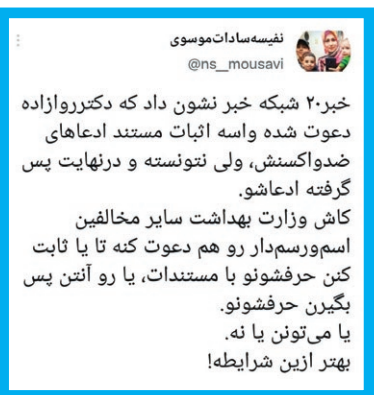 نفیسه‌سادات‌موسوی
@ns__mousavi
خبر۲۰ شبکه خبر نشون داد که دکترروازاده
دعوت شده واسه اثبات مستند ادعاهای
ضدواکسنش، ولی نتونسته و درنهایت پس
گرفته ادعاشو.
کاش وزارت بهداشت سایر مخالفین
اسم‌ورسم‌دار رو هم دعوت کنه تا یا ثابت
کنن حرفشونو با مستندات، یا رو آنتن پس
بگیرن حرفشونو.
یا می‌تونن یا نه.
بهتر ازین شرایطه!